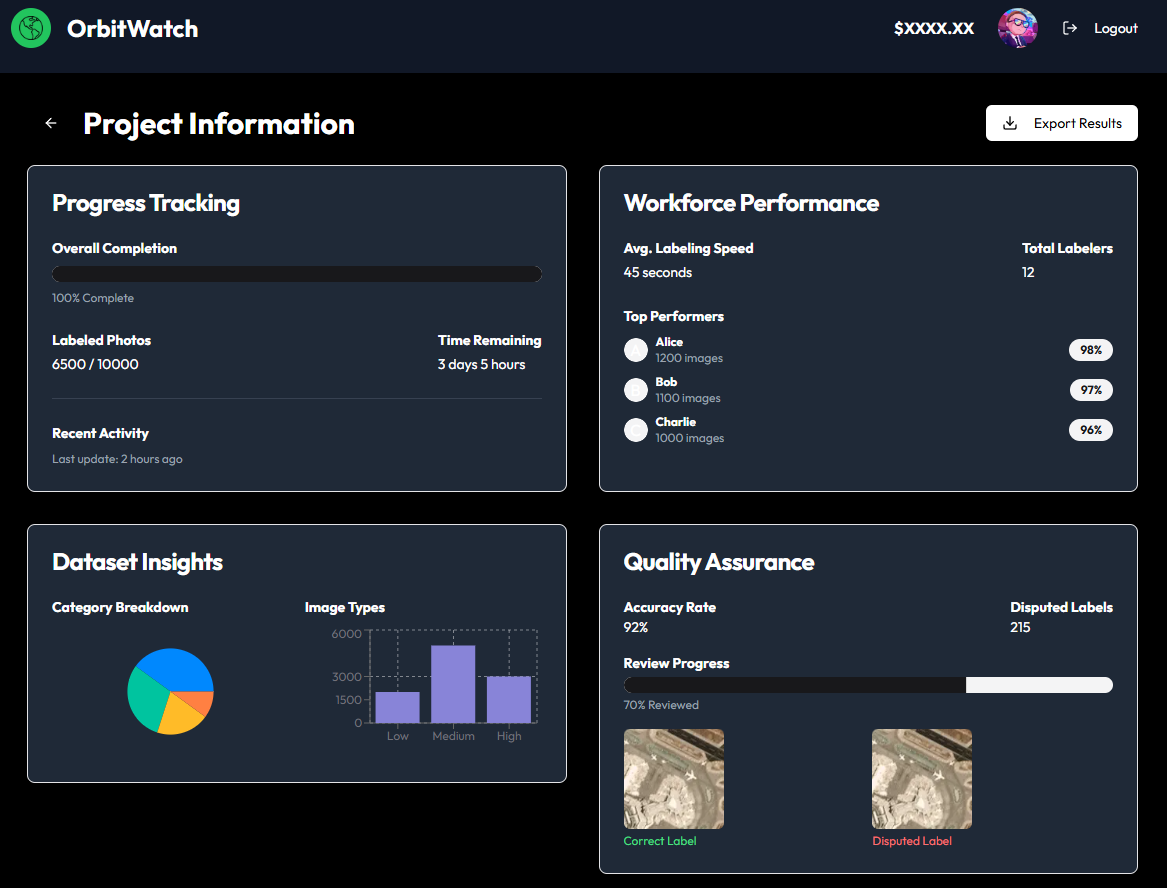 OrbitWatch
$XXXX.XX
Logout
Project Information
Export Results
Progress Tracking
Overall Completion
100% Complete
Labeled Photos
Time Remaining
6500 / 10000
3 days 5 hours
Recent Activity
Last update: 2 hours ago
Workforce Performance
Avg. Labeling Speed
Total Labelers
45 seconds
12
Top Performers
A
Alice
1200 images
98%
B
Bob
1100 images
97%
C
Charlie
1000 images
96%
Dataset Insights
Category Breakdown
Image Types
6000
3000
1500
0
Low
Medium
High
Quality Assurance
Accuracy Rate
Disputed Labels
92%
215
Review Progress
70% Reviewed
Correct Label
Disputed Label